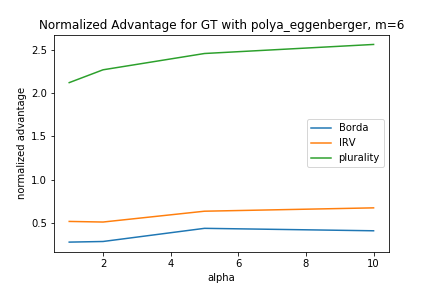 Normalized Advantage for GT with polya_eggenberger, m=6
normalized advantage
2.5
2.0
1.5
1.0
0.5
Borda
IRV
plurality
2 4 6 8 10
alpha